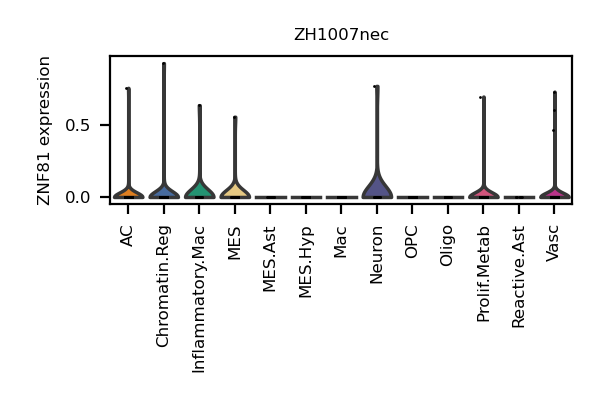 ZH1007nec
ZNF81 expression
0.5
0.0
AC
Chromatin.Reg
Inflammatory.Mac
MES
MES.Ast
MES.Hyp
Mac
Neuron
OPC
Oligo
Prolif.Metab
Reactive.Ast
Vasc